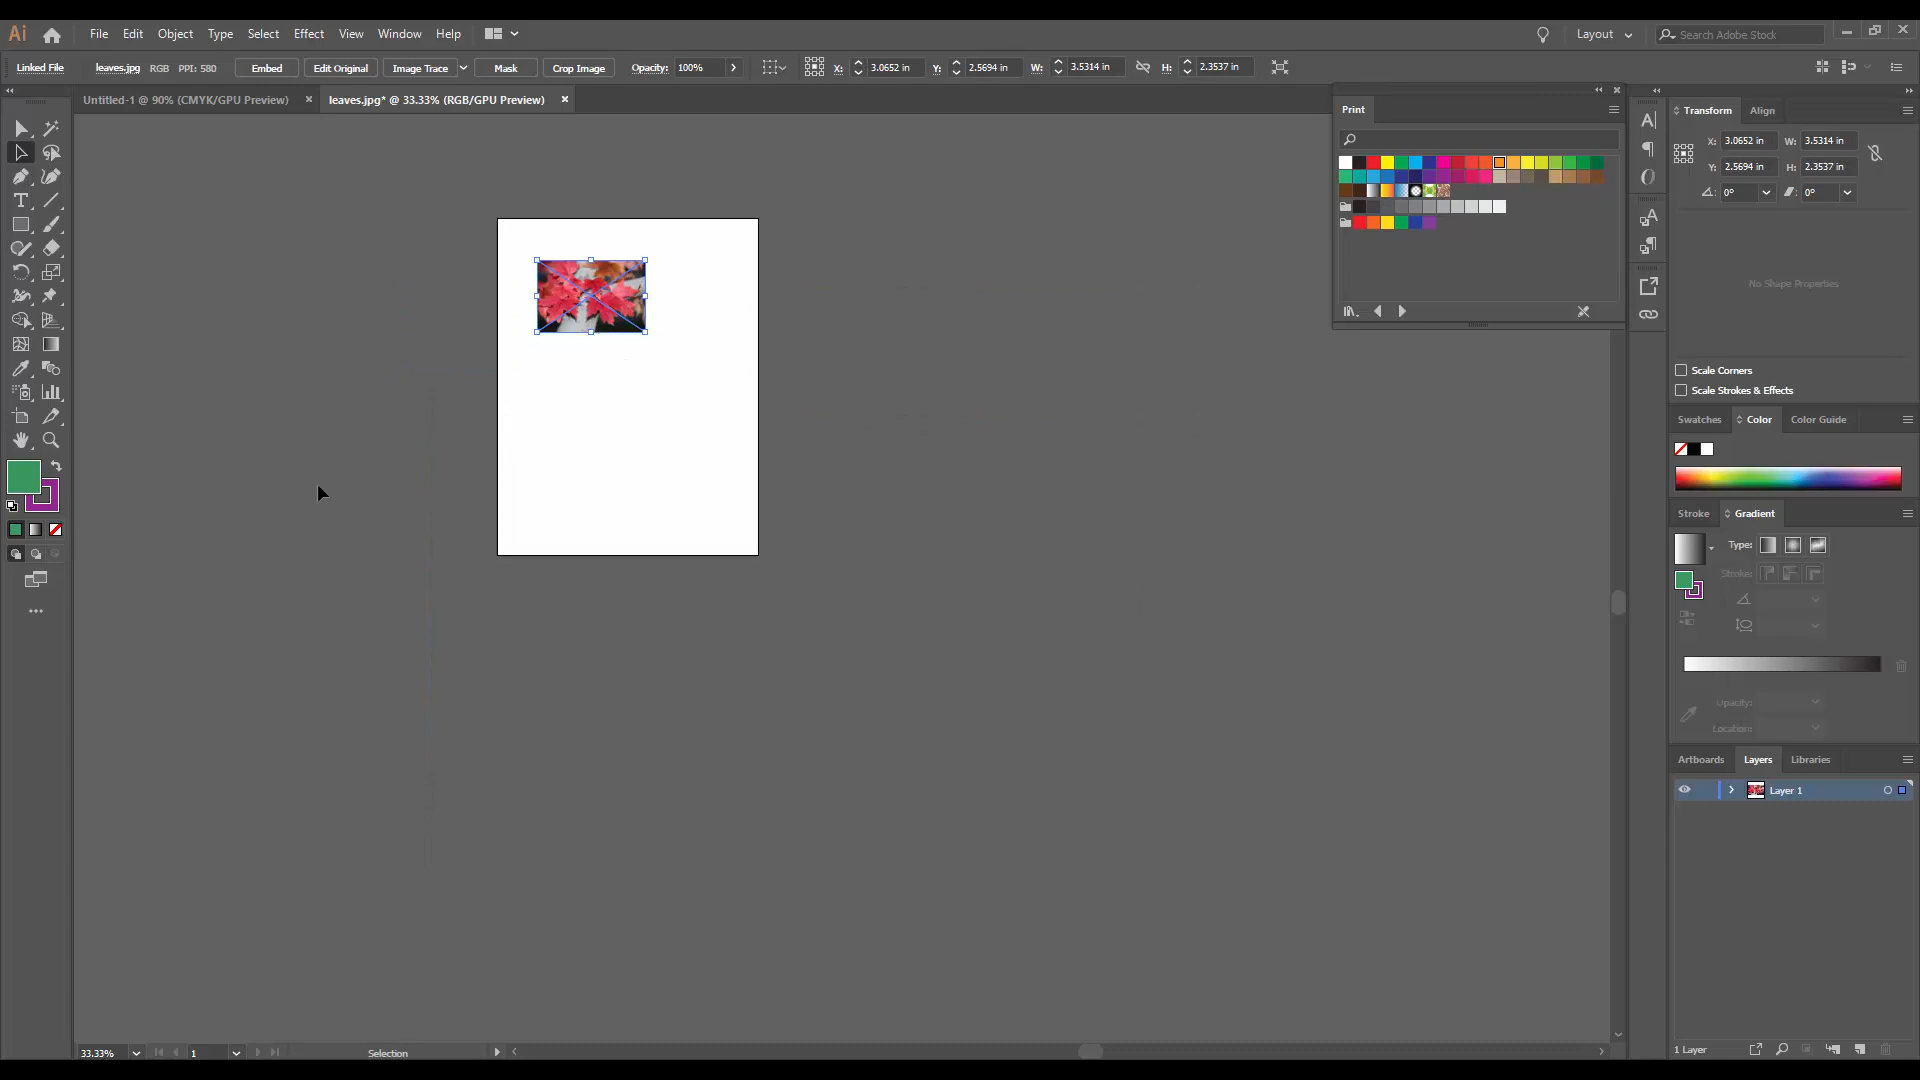 Ai File Edit Object Type Select Effect View Window Help Layout Search Adobe Stock
Linked File leaves.jpg RGB PPI: 580 Embed Edit Original Image Trace Mask Crop Image Opacity: 100% X: 3.0652 in Y: 2.5694 in W: 3.5314 in H: 2.3537 in
Untitled-1 @ 90% (CMYK/GPU Preview) × leaves.jpg* @ 33.33% (RGB/GPU Preview) ×
Print
Transform Align
X: 3.0652 in W: 3.5314 in
Y: 2.5694 in H: 2.3537 in
0° 0°
No Shape Properties
Scale Corners
Scale Strokes & Effects
Swatches Color Color Guide
Stroke Gradient
Type:
Stroke:
Opacity:
Location:
Artboards Layers Libraries
Layer 1
1 Layer
33.33% 1 Selection